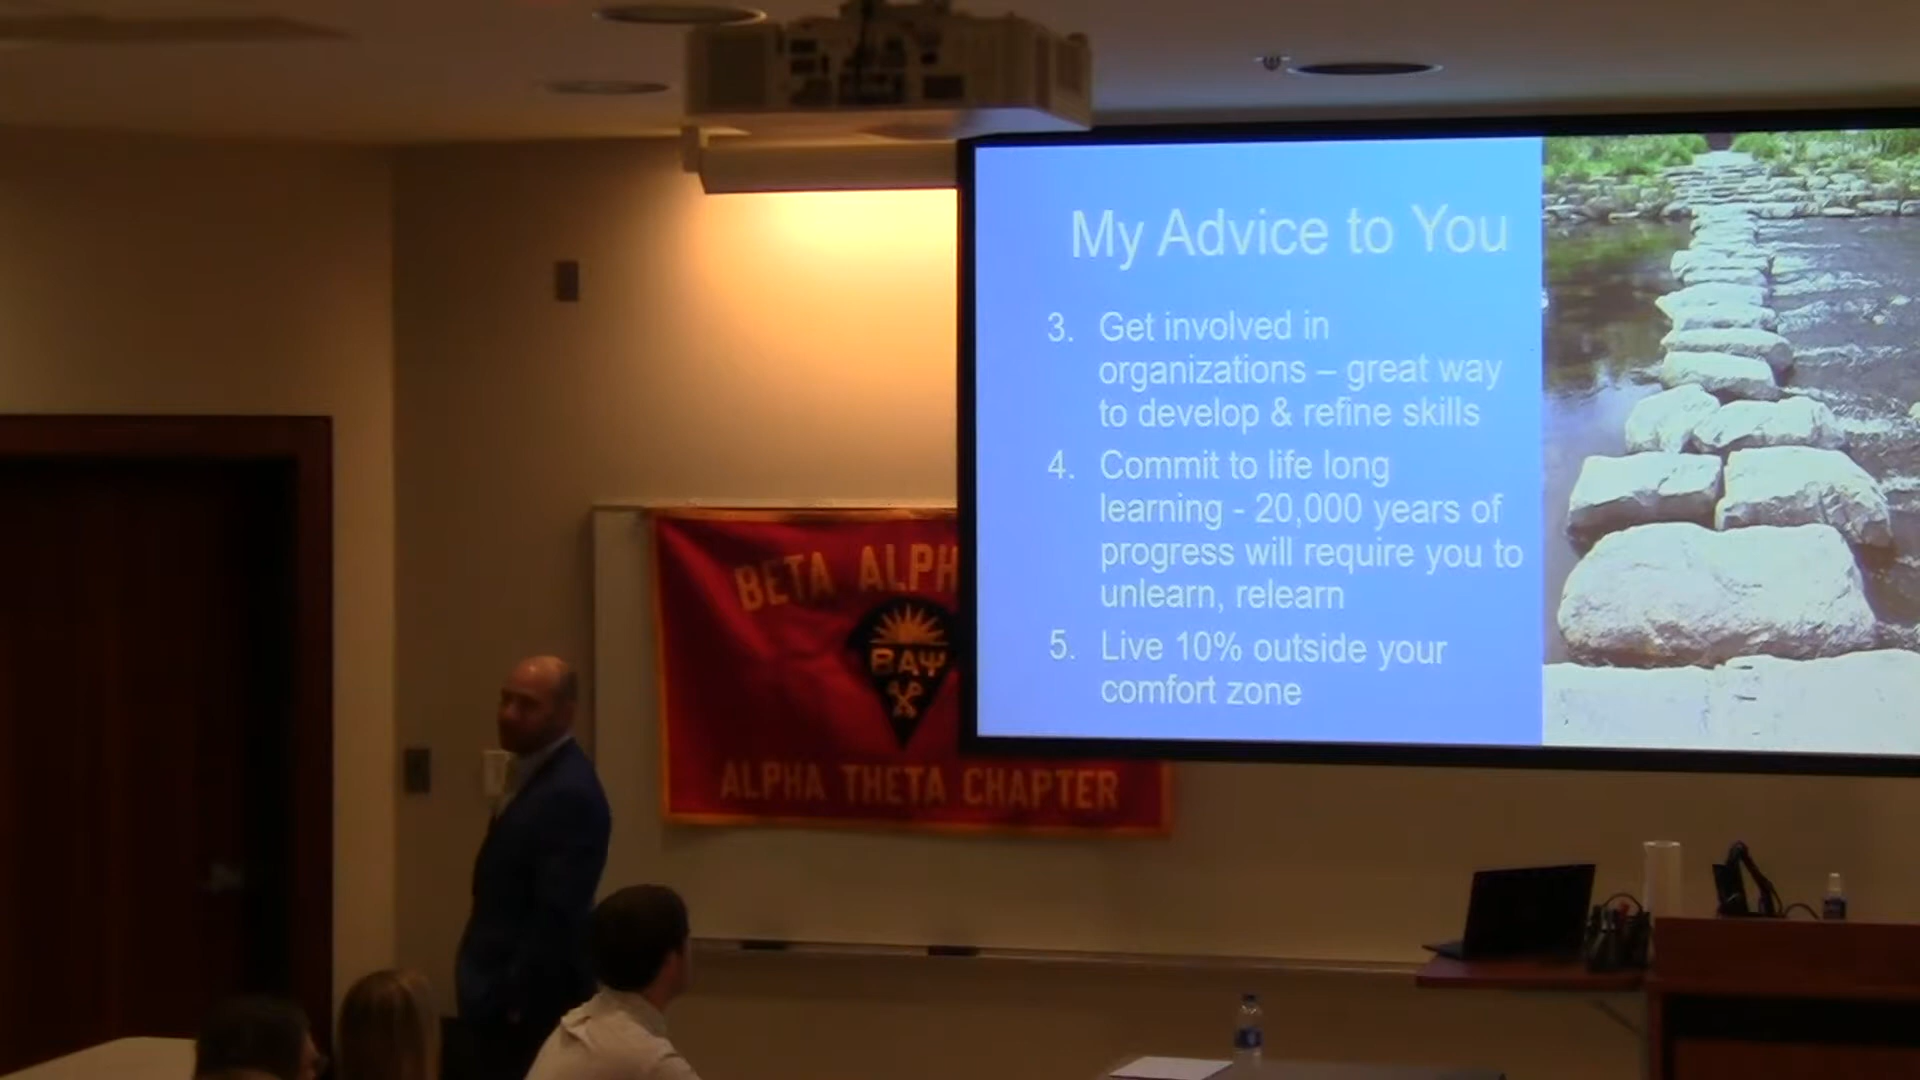 My Advice to You
3. Get involved in
organizations – great way
to develop & refine skills
4. Commit to life long
learning - 20,000 years of
progress will require you to
unlearn, relearn
5. Live 10% outside your
comfort zone
BETA ALPH
ΒΑΨ
ALPHA THETA CHAPTER